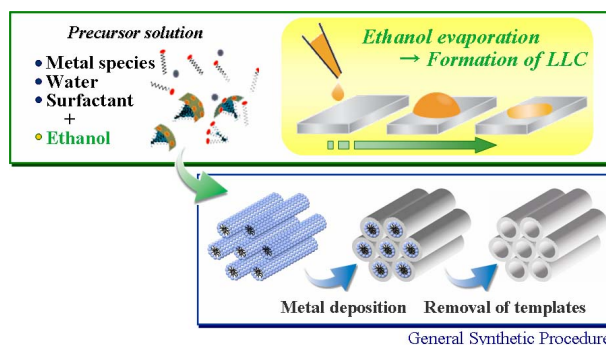 Precursor solution
Metal species
Water
Surfactant
+
Ethanol
Ethanol evaporation
→ Formation of LLC
Metal deposition
Removal of templates
General Synthetic Procedure